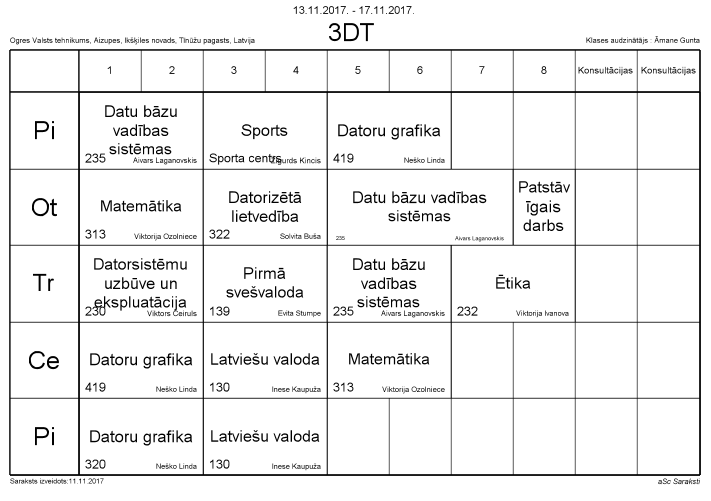 13.11.2017. - 17.11.2017.
3DT
Ogres Valsts tehnikums, Aizupes, Ikšķiles novads, Tīnūžu pagasts, Latvija
Klases audzinātājs : Āmane Gunta
1 2 3 4 5 6 7 8 Konsultācijas Konsultācijas
Pi
Datu bāzu
vadības
sistēmas
235 Aivars Laganovskis
Sports
Sporta centrs Zigurds Kincis
Datoru grafika
419 Neško Linda
Ot
Matemātika
313 Viktorija Ozolniece
Datorizētā
lietvedība
322 Solvita Buša
Datu bāzu vadības
sistēmas
235 Aivars Laganovskis
Patstāv
īgais
darbs
Tr
Datorsistēmu
uzbūve un
ekspluatācija
230 Viktors Čeiruls
Pirmā
svešvaloda
139 Evita Stumpe
Datu bāzu
vadības
sistēmas
235 Aivars Laganovskis
Ētika
232 Viktorija Ivanova
Ce
Datoru grafika
419 Neško Linda
Latviešu valoda
130 Inese Kaupuža
Matemātika
313 Viktorija Ozolniece
Pi
Datoru grafika
320 Neško Linda
Latviešu valoda
130 Inese Kaupuža
Saraksts izveidots:11.11.2017
aSc Saraksti